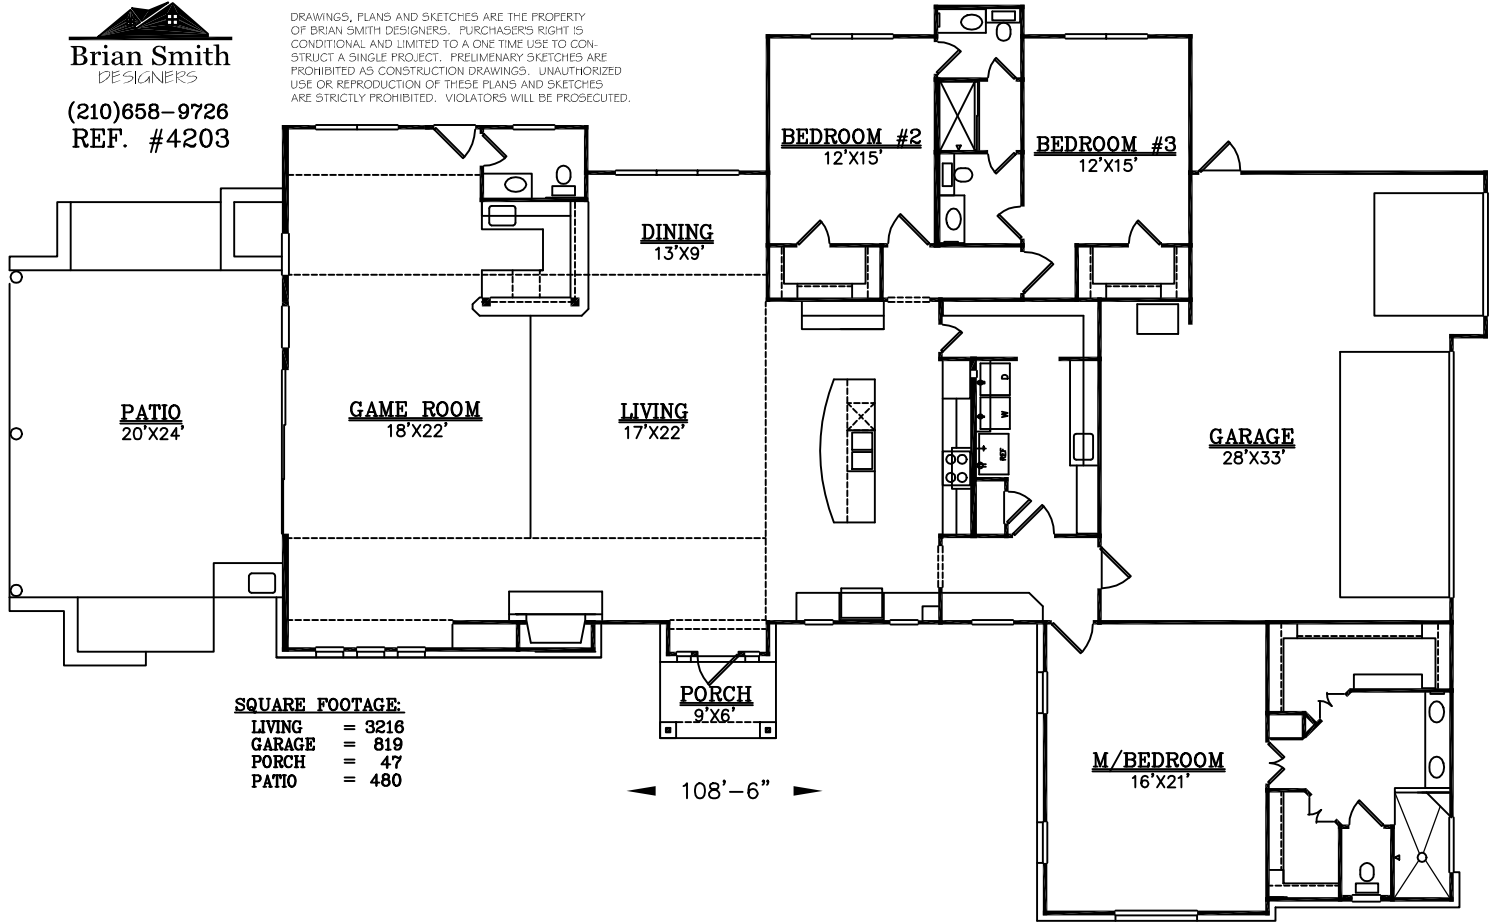 Brian Smith
DESIGNERS
(210)658-9726
REF. #4203
DRAWINGS, PLANS AND SKETCHES ARE THE PROPERTY
OF BRIAN SMITH DESIGNERS. PURCHASER'S RIGHT IS
CONDITIONAL AND LIMITED TO A ONE TIME USE TO CON-
STRUCT A SINGLE PROJECT. PRELIMENARY SKETCHES ARE
PROHIBITED AS CONSTRUCTION DRAWINGS. UNAUTHORIZED
USE OR REPRODUCTION OF THESE PLANS AND SKETCHES
ARE STRICTLY PROHIBITED. VIOLATORS WILL BE PROSECUTED.
BEDROOM #2
12'X15'
BEDROOM #3
12'X15'
DINING
13'X9'
PATIO
20'X24'
GAME ROOM
18'X22'
LIVING
17'X22'
D
W
REF
GARAGE
28'X33'
PORCH
9'X6'
M/BEDROOM
16'X21'
SQUARE FOOTAGE:
LIVING = 3216
GARAGE = 819
PORCH = 47
PATIO = 480
108'-6"